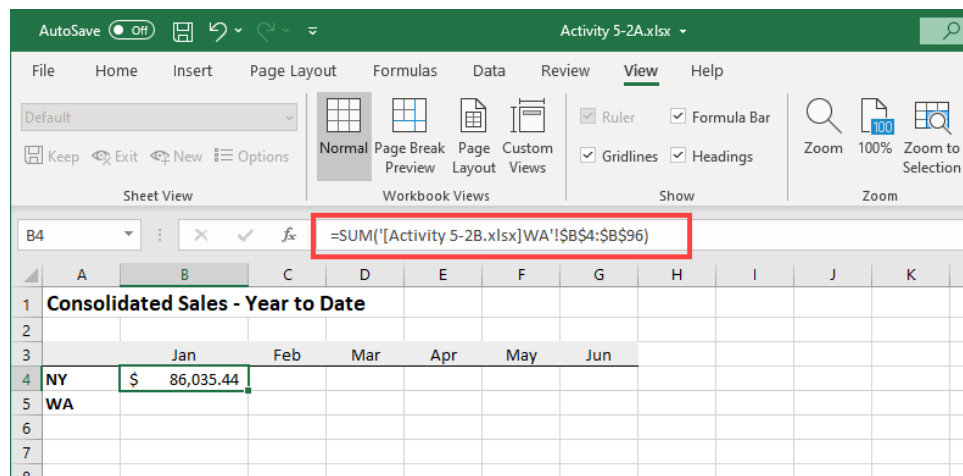 AutoSave Off Activity 5-2A.xlsx
File Home Insert Page Layout Formulas Data Review View Help
Default
Keep Exit New Options
Sheet View
Normal Page Break Preview Page Layout Custom Views
Workbook Views
Ruler Formula Bar
Gridlines Headings
Show
Zoom 100 100% Zoom to Selection
Zoom
B4 fx =SUM('[Activity 5-2B.xlsx]WA'!$B$4:$B$96)
A B C D E F G H I J K
1 Consolidated Sales - Year to Date
2
3 Jan Feb Mar Apr May Jun
4 NY $ 86,035.44
5 WA
6
7
8